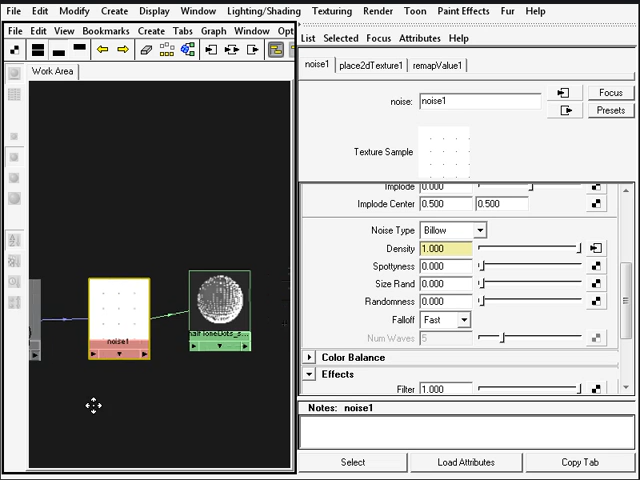 File Edit Modify Create Display Window Lighting/Shading Texturing Render Toon Paint Effects Fur Help
File Edit View Bookmarks Create Tabs Graph Window Opt
List Selected Focus Attributes Help
Work Area
noise1 place2dTexture1 remapValue1
noise: noise1
Focus
Presets
Texture Sample
Implode 0.000
Implode Center 0.500 0.500
Noise Type Billow
Density 1.000
Spottyness 0.000
Size Rand 0.000
Randomness 0.000
Falloff Fast
Num Waves 5
noise1
halftoneDots_s...
Color Balance
Effects
Filter 1.000
Notes: noise1
Select Load Attributes Copy Tab